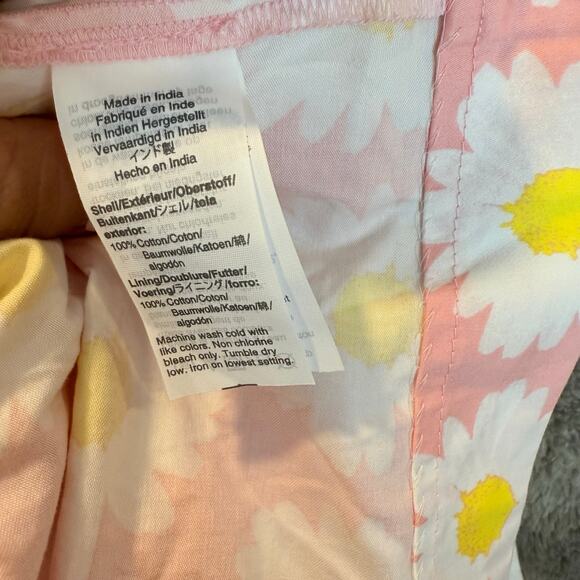 Made in India
Fabriqué en Inde
in Indien Hergestellt
Vervaardigd in India
インド製
Hecho en India
Shell/Extérieur/Oberstoff/
Buitenkant/シェル/tela
exterior:
100% Cotton/Coton/
Baumwolle/Katoen/綿/
algodón
Lining/Doublure/Futter/
Voering/ライニング/forro:
100% Cotton/Coton/
Baumwolle/Katoen/綿/
algodón
Machine wash cold with
like colors. Non chlorine
bleach only. Tumble dry
low. Iron on lowest setting.